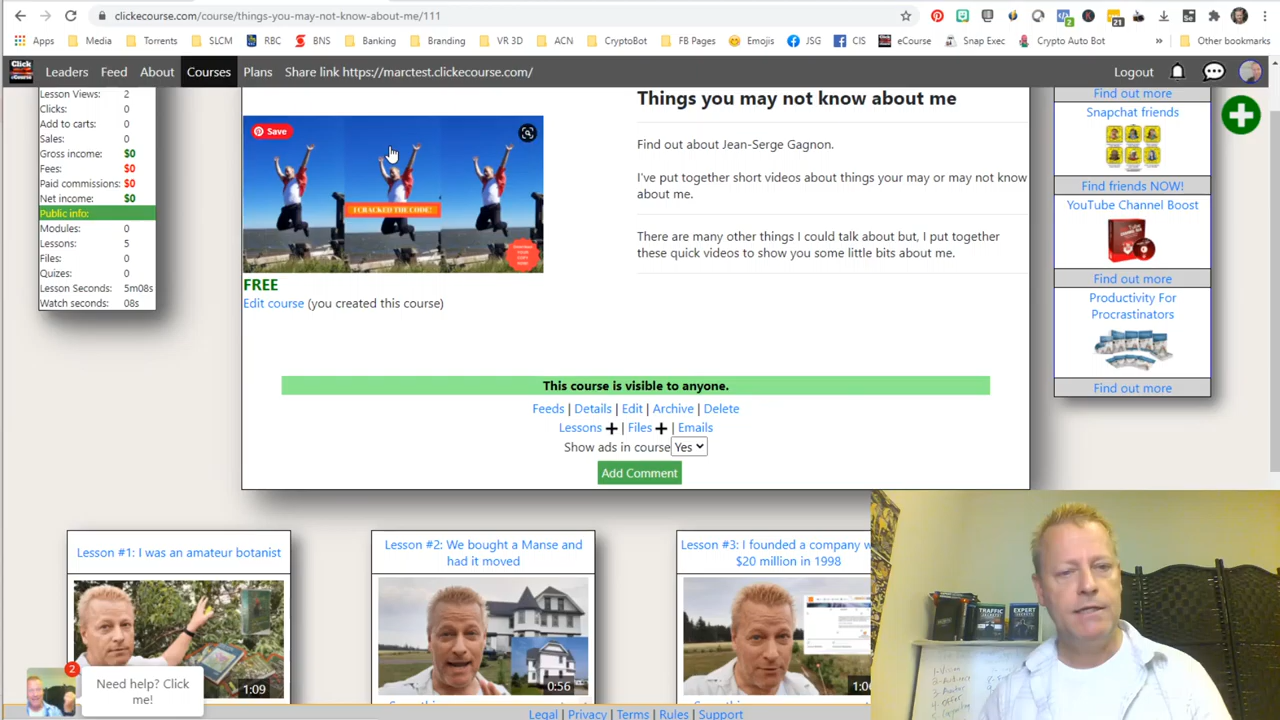 clickecourse.com/course/things-you-may-not-know-about-me/111
21
Apps Media Torrents SLCM RBC BNS Banking Branding VR 3D ACN CryptoBot FB Pages Emojis JSG CIS eCourse Snap Exec Crypto Auto Bot » Other bookmarks
Click eCourse Leaders Feed About Courses Plans Share link https://marctest.clickecourse.com/ Logout
Lesson Views: 2
Clicks: 0
Add to carts: 0
Sales: 0
Gross income: $0
Fees: $0
Paid commissions: $0
Net income: $0
Public info:
Modules: 0
Lessons: 5
Files: 0
Quizes: 0
Lesson Seconds: 5m08s
Watch seconds: 08s
Save
I CRACKED THE CODE!
FREE
Edit course (you created this course)
Things you may not know about me
Find out about Jean-Serge Gagnon.
I've put together short videos about things your may or may not know
about me.
There are many other things I could talk about but, I put together
these quick videos to show you some little bits about me.
This course is visible to anyone.
Feeds | Details | Edit | Archive | Delete
Lessons + | Files + | Emails
Show ads in course Yes
Add Comment
Find out more
Snapchat friends
Find friends NOW!
YouTube Channel Boost
Find out more
Productivity For
Procrastinators
Find out more
Lesson #1: I was an amateur botanist
1:09
Lesson #2: We bought a Manse and
had it moved
0:56
Lesson #3: I founded a company w
$20 million in 1998
1:0
2
Need help? Click
me!
TRAFFIC
SECRETS
EXPERT
SECRETS
Legal | Privacy | Terms | Rules | Support